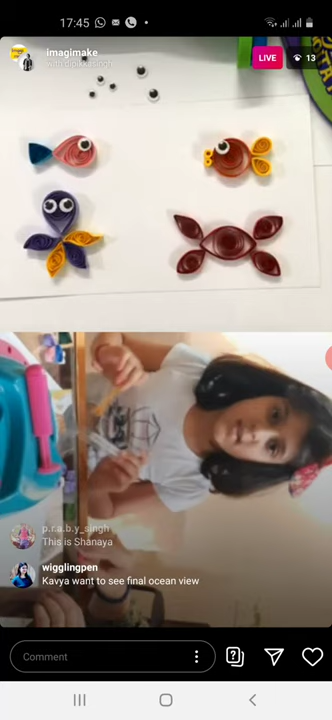 17:45
imagimake
LIVE
13
p.r.a.b.y_singh
This is Shanaya
wigglingpen
Kavya want to see final ocean view
Comment